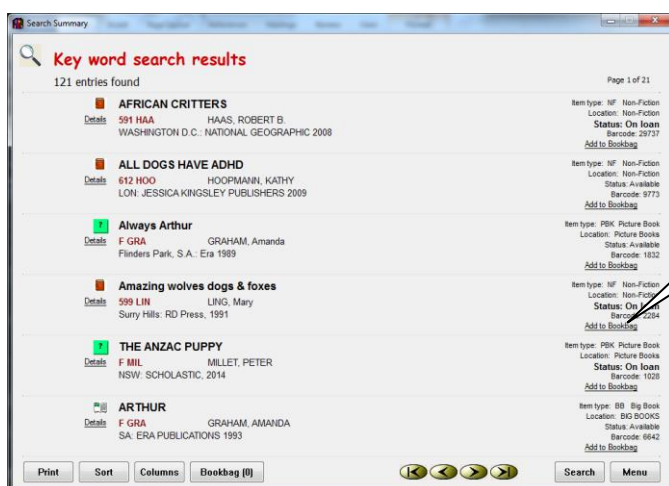 Search Summary
Key word search results
121 entries found
Page 1 of 21
AFRICAN CRITTERS
Details 591 HAA HAAS, ROBERT B.
WASHINGTON D.C.: NATIONAL GEOGRAPHIC 2008
Item type: NF Non-Fiction
Location: Non-Fiction
Status: On loan
Barcode: 29737
Add to Bookbag
ALL DOGS HAVE ADHD
Details 612 HOO HOOPMANN, KATHY
LON: JESSICA KINGSLEY PUBLISHERS 2009
Item type: NF Non-Fiction
Location: Non-Fiction
Status: Available
Barcode: 9773
Add to Bookbag
? Always Arthur
Details F GRA GRAHAM, Amanda
Flinders Park, S.A.: Era 1989
Item type: PBK Picture Book
Location: Picture Books
Status: Available
Barcode: 1832
Add to Bookbag
Amazing wolves dogs & foxes
Details 599 LIN LING, Mary
Surry Hills: RD Press, 1991
Item type: NF Non-Fiction
Location: Non-Fiction
Status: On loan
Barcode: 2284
Add to Bookbag
? THE ANZAC PUPPY
Details F MIL MILLET, PETER
NSW: SCHOLASTIC, 2014
Item type: PBK Picture Book
Location: Picture Books
Status: On loan
Barcode: 1028
Add to Bookbag
ARTHUR
Details F GRA GRAHAM, AMANDA
SA: ERA PUBLICATIONS 1993
Item type: BB Big Book
Location: BIG BOOKS
Status: Available
Barcode: 6642
Add to Bookbag
Print Sort Columns Bookbag [0] Search Menu